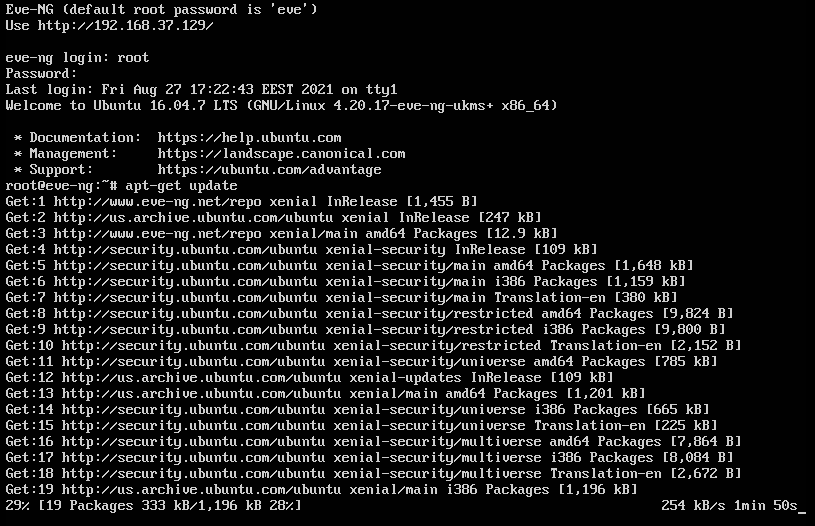 Eve-NG (default root password is 'eve')
Use http://192.168.37.129/
eve-ng login: root
Password:
Last login: Fri Aug 27 17:22:43 EEST 2021 on tty1
Welcome to Ubuntu 16.04.7 LTS (GNU/Linux 4.20.17-eve-ng-ukms+ x86_64)
* Documentation:  https://help.ubuntu.com
* Management:     https://landscape.canonical.com
* Support:        https://ubuntu.com/advantage
root@eve-ng:~# apt-get update
Get:1 http://www.eve-ng.net/repo xenial InRelease [1,455 B]
Get:2 http://us.archive.ubuntu.com/ubuntu xenial InRelease [247 kB]
Get:3 http://www.eve-ng.net/repo xenial/main amd64 Packages [12.9 kB]
Get:4 http://security.ubuntu.com/ubuntu xenial-security InRelease [109 kB]
Get:5 http://security.ubuntu.com/ubuntu xenial-security/main amd64 Packages [1,648 kB]
Get:6 http://security.ubuntu.com/ubuntu xenial-security/main i386 Packages [1,159 kB]
Get:7 http://security.ubuntu.com/ubuntu xenial-security/main Translation-en [380 kB]
Get:8 http://security.ubuntu.com/ubuntu xenial-security/restricted amd64 Packages [9,824 B]
Get:9 http://security.ubuntu.com/ubuntu xenial-security/restricted i386 Packages [9,800 B]
Get:10 http://security.ubuntu.com/ubuntu xenial-security/restricted Translation-en [2,152 B]
Get:11 http://security.ubuntu.com/ubuntu xenial-security/universe amd64 Packages [785 kB]
Get:12 http://us.archive.ubuntu.com/ubuntu xenial-updates InRelease [109 kB]
Get:13 http://us.archive.ubuntu.com/ubuntu xenial/main amd64 Packages [1,201 kB]
Get:14 http://security.ubuntu.com/ubuntu xenial-security/universe i386 Packages [665 kB]
Get:15 http://security.ubuntu.com/ubuntu xenial-security/universe Translation-en [225 kB]
Get:16 http://security.ubuntu.com/ubuntu xenial-security/multiverse amd64 Packages [7,864 B]
Get:17 http://security.ubuntu.com/ubuntu xenial-security/multiverse i386 Packages [8,084 B]
Get:18 http://security.ubuntu.com/ubuntu xenial-security/multiverse Translation-en [2,672 B]
Get:19 http://us.archive.ubuntu.com/ubuntu xenial/main i386 Packages [1,196 kB]
29% [19 Packages 333 kB/1,196 kB 28%] 254 kB/s 1min 50s_